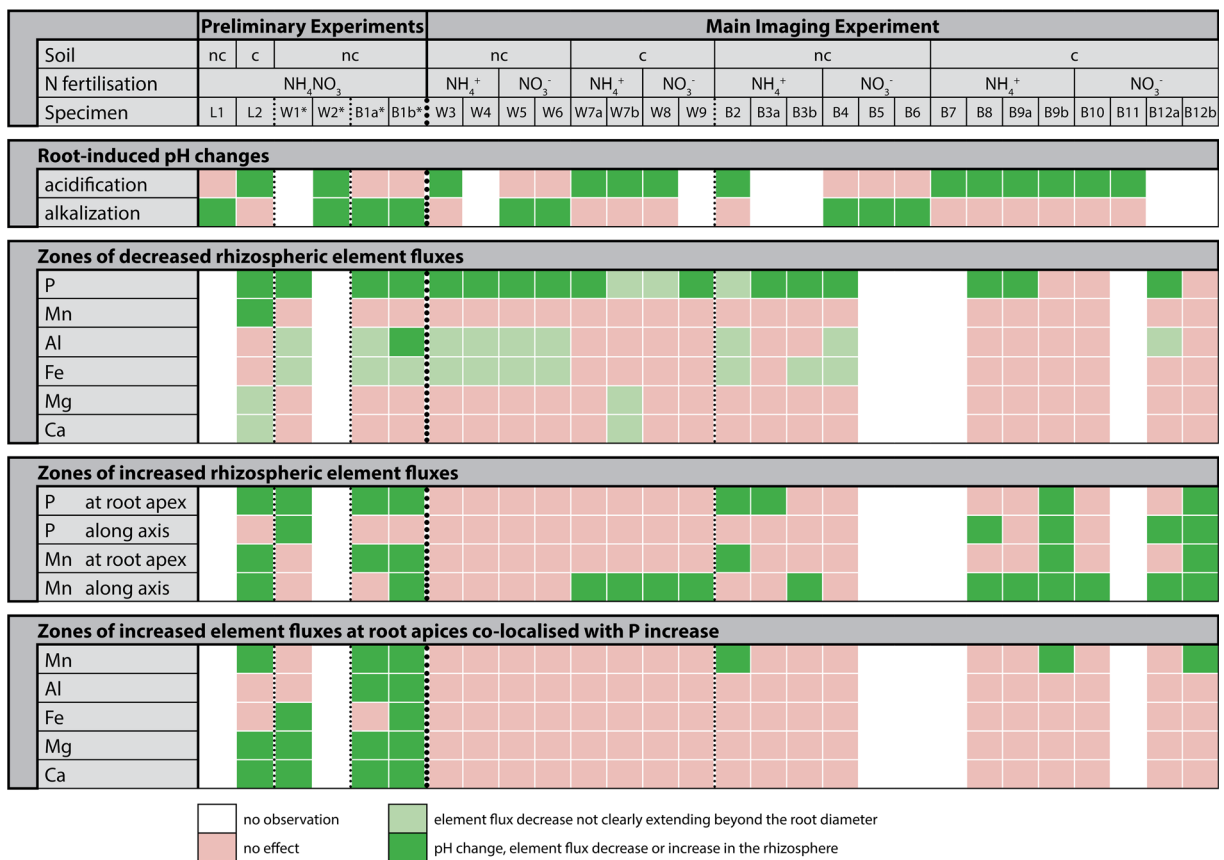 Preliminary Experiments Main Imaging Experiment
Soil nc c nc nc c nc c
N fertilisation NH₄NO₃ NH₄⁺ NO₃⁻ NH₄⁺ NO₃⁻ NH₄⁺ NO₃⁻ NH₄⁺ NO₃⁻
Specimen L1 L2 W1* W2* B1a* B1b* W3 W4 W5 W6 W7a W7b W8 W9 B2 B3a B3b B4 B5 B6 B7 B8 B9a B9b B10 B11 B12a B12b
Root-induced pH changes
acidification
alkalization
Zones of decreased rhizospheric element fluxes
P
Mn
Al
Fe
Mg
Ca
Zones of increased rhizospheric element fluxes
P at root apex
P along axis
Mn at root apex
Mn along axis
Zones of increased element fluxes at root apices co-localised with P increase
Mn
Al
Fe
Mg
Ca
no observation element flux decrease not clearly extending beyond the root diameter
no effect pH change, element flux decrease or increase in the rhizosphere